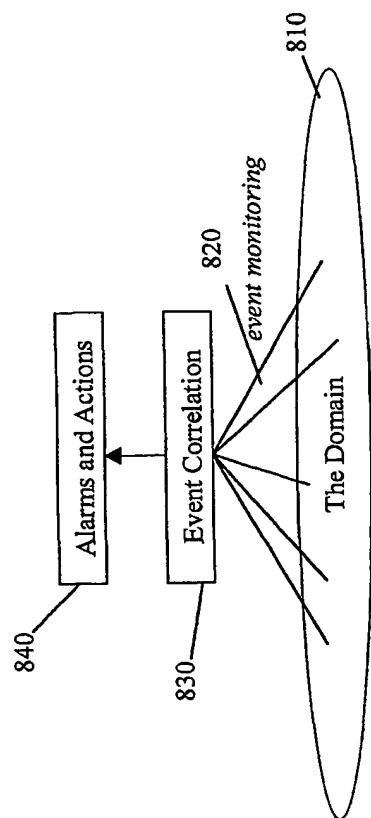 840
Alarms and Actions
830
Event Correlation
820
event monitoring
The Domain
810